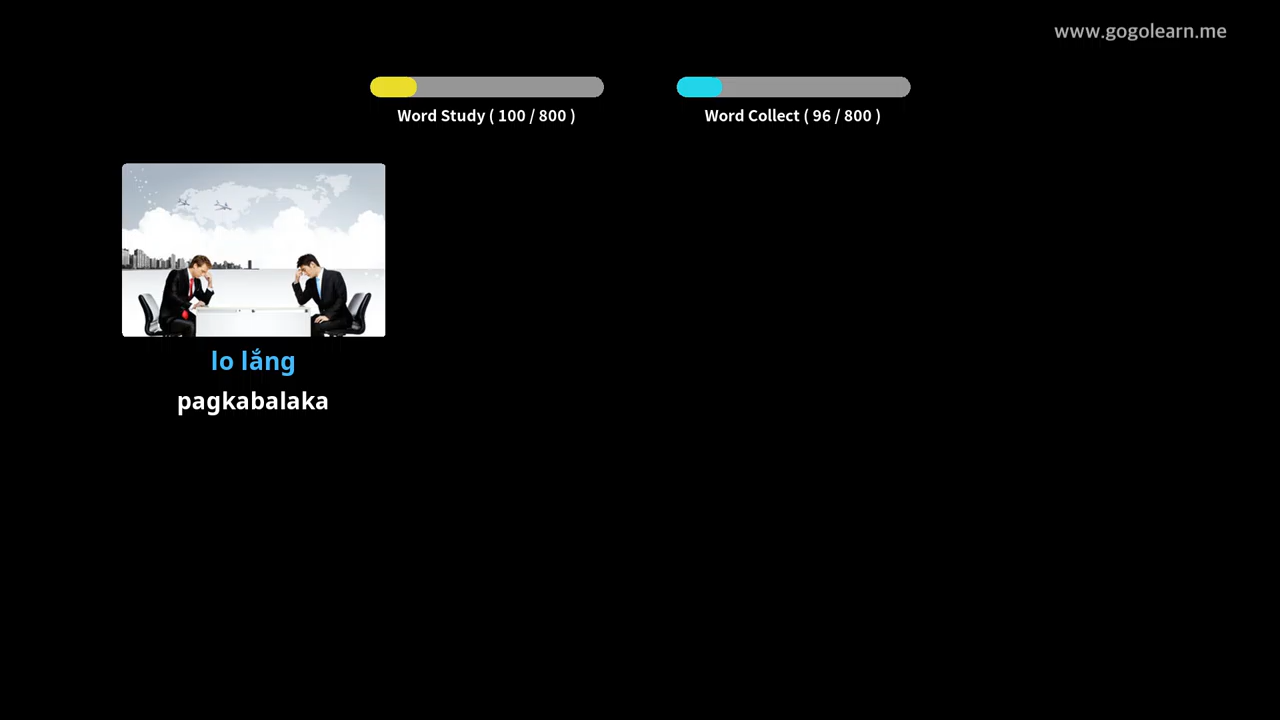 www.gogolearn.me
Word Study ( 100 / 800 )
Word Collect ( 96 / 800 )
lo lắng
pagkabalaka